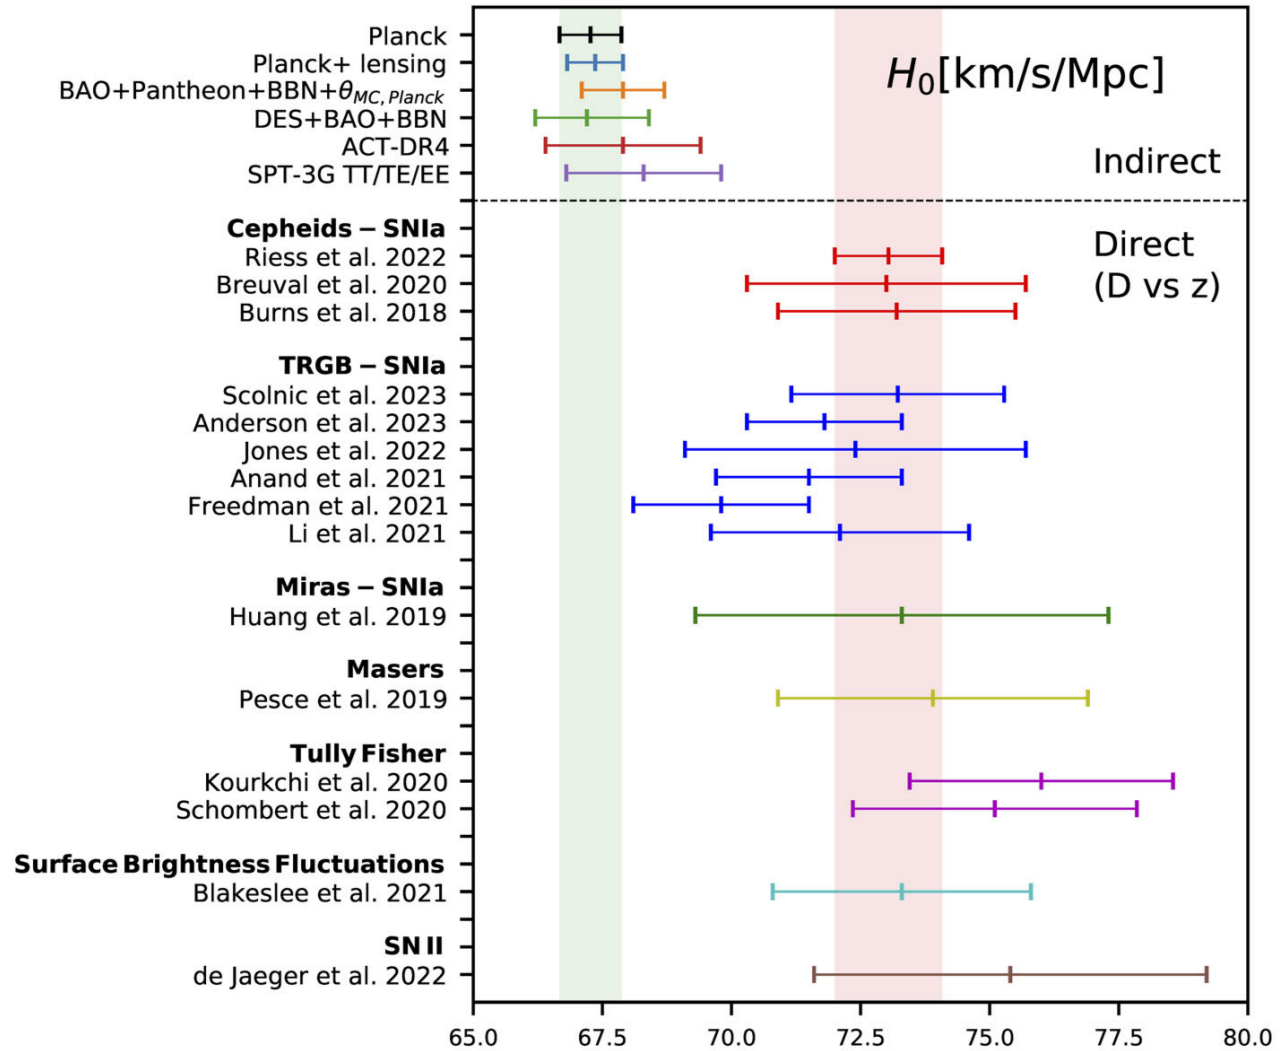 Planck
Planck+ lensing
BAO+Pantheon+BBN+θMC, Planck
DES+BAO+BBN
ACT-DR4
SPT-3G TT/TE/EE
H0[km/s/Mpc]
Indirect
Cepheids – SNIa
Riess et al. 2022
Breuval et al. 2020
Burns et al. 2018
Direct
(D vs z)
TRGB – SNIa
Scolnic et al. 2023
Anderson et al. 2023
Jones et al. 2022
Anand et al. 2021
Freedman et al. 2021
Li et al. 2021
Miras – SNIa
Huang et al. 2019
Masers
Pesce et al. 2019
Tully Fisher
Kourkchi et al. 2020
Schombert et al. 2020
Surface Brightness Fluctuations
Blakeslee et al. 2021
SN II
de Jaeger et al. 2022
65.0 67.5 70.0 72.5 75.0 77.5 80.0